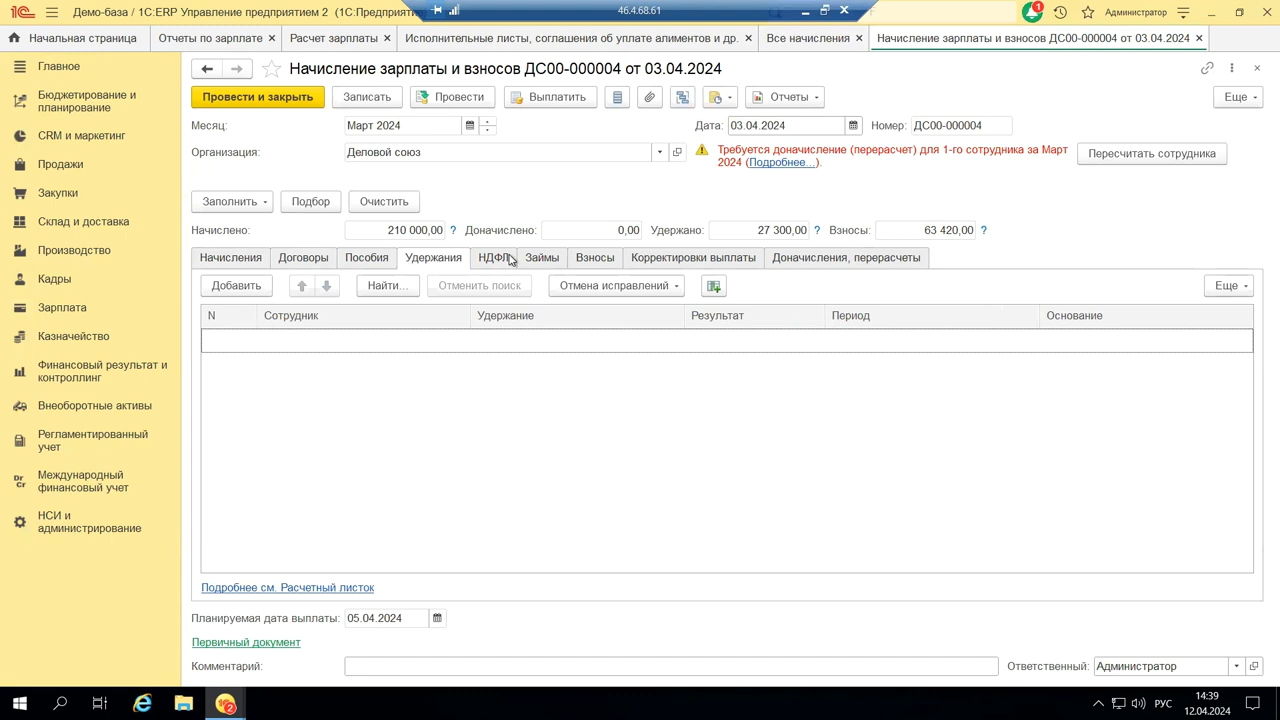 Демо-база / 1С:ERP Управление предприятием 2 (1С:Предприятие
46.4.68.61
Администратор
Начальная страница
Отчеты по зарплате
Расчет зарплаты
Исполнительные листы, соглашения об уплате алиментов и др.
Все начисления
Начисление зарплаты и взносов ДС00-000004 от 03.04.2024
Главное
Бюджетирование и
планирование
CRM и маркетинг
Продажи
Закупки
Склад и доставка
Производство
Кадры
Зарплата
Казначейство
Финансовый результат и
контроллинг
Внеоборотные активы
Регламентированный
учет
Международный
финансовый учет
НСИ и
администрирование
Начисление зарплаты и взносов ДС00-000004 от 03.04.2024
Провести и закрыть
Записать
Провести
Выплатить
Отчеты
Еще
Месяц:
Март 2024
Дата:
03.04.2024
Номер:
ДС00-000004
Организация:
Деловой союз
Требуется доначисление (перерасчет) для 1-го сотрудника за Март
2024 (Подробнее...).
Пересчитать сотрудника
Заполнить
Подбор
Очистить
Начислено:
210 000,00
?
Доначислено:
0,00
Удержано:
27 300,00
?
Взносы:
63 420,00
?
Начисления
Договоры
Пособия
Удержания
НДФЛ
Займы
Взносы
Корректировки выплаты
Доначисления, перерасчеты
Добавить
Найти...
Отменить поиск
Отмена исправлений
Еще
N
Сотрудник
Удержание
Результат
Период
Основание
Подробнее см. Расчетный листок
Планируемая дата выплаты:
05.04.2024
Первичный документ
Комментарий:
Ответственный:
Администратор
РУС
14:39
12.04.2024